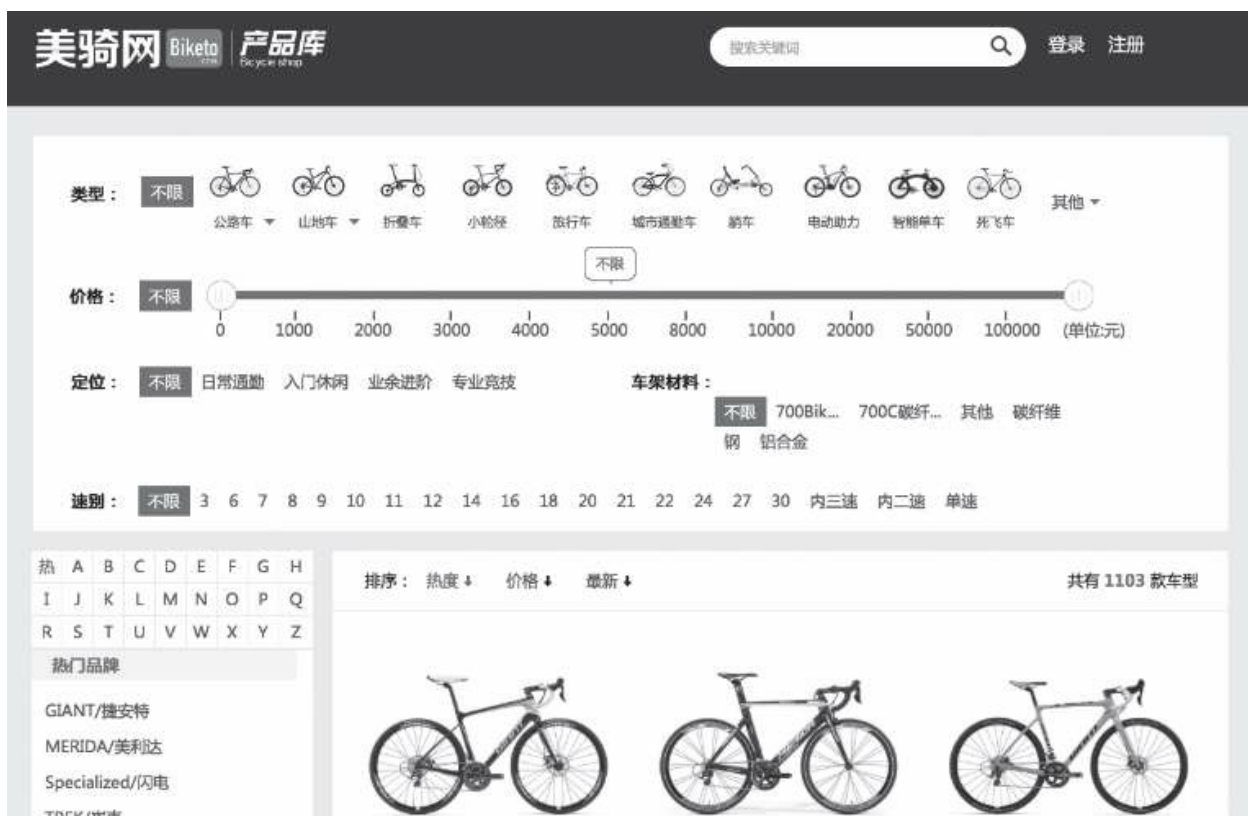 美骑网 Biketo 产品库
Bicycle shop
搜索关键词
登录 注册
类型： 不限
公路车 山地车 折叠车 小轮径 旅行车 城市通勤车 躺车 电动助力 智能单车 死飞车 其他
不限
价格： 不限
0 1000 2000 3000 4000 5000 8000 10000 20000 50000 100000 (单位:元)
定位： 不限 日常通勤 入门休闲 业余进阶 专业竞技 车架材料：
不限 700Bik... 700C碳纤... 其他 碳纤维
钢 铝合金
速别： 不限 3 6 7 8 9 10 11 12 14 16 18 20 21 22 24 27 30 内三速 内二速 单速
热 A B C D E F G H
I J K L M N O P Q
R S T U V W X Y Z
排序： 热度 价格 最新 共有 1103 款车型
热门品牌
GIANT/捷安特
MERIDA/美利达
Specialized/闪电